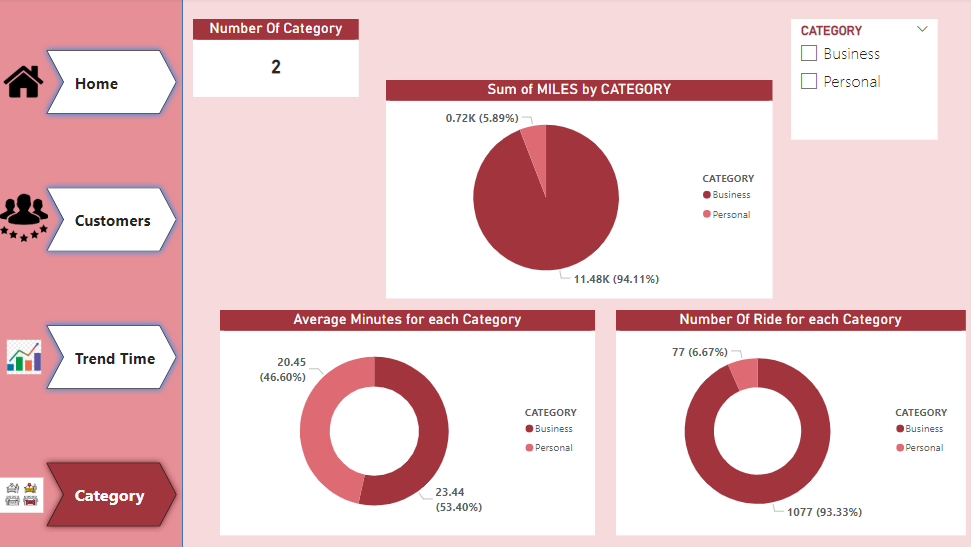 Home
Customers
Trend Time
Category
Number Of Category
2
CATEGORY
Business
Personal
Sum of MILES by CATEGORY
0.72K (5.89%)
CATEGORY
Business
Personal
11.48K (94.11%)
Average Minutes for each Category
20.45
(46.60%)
CATEGORY
Business
Personal
23.44
(53.40%)
Number Of Ride for each Category
77 (6.67%)
CATEGORY
Business
Personal
1077 (93.33%)